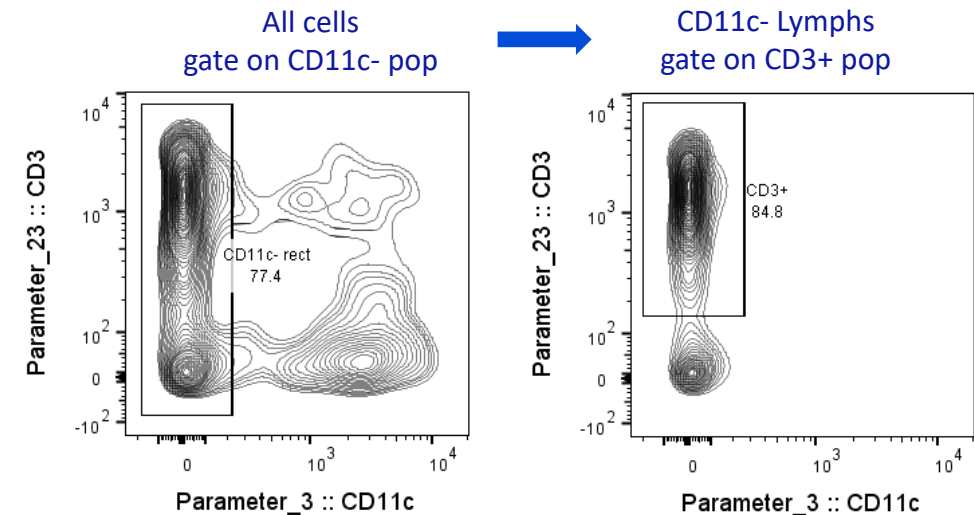 All cells
gate on CD11c- pop
CD11c- Lymphs
gate on CD3+ pop
Parameter_23 :: CD3
10^4
10^3
10^2
0
-10^2
CD11c- rect
77.4
0
10^3
10^4
Parameter_3 :: CD11c
Parameter_23 :: CD3
10^4
10^3
10^2
0
-10^2
CD3+
84.8
0
10^3
10^4
Parameter_3 :: CD11c